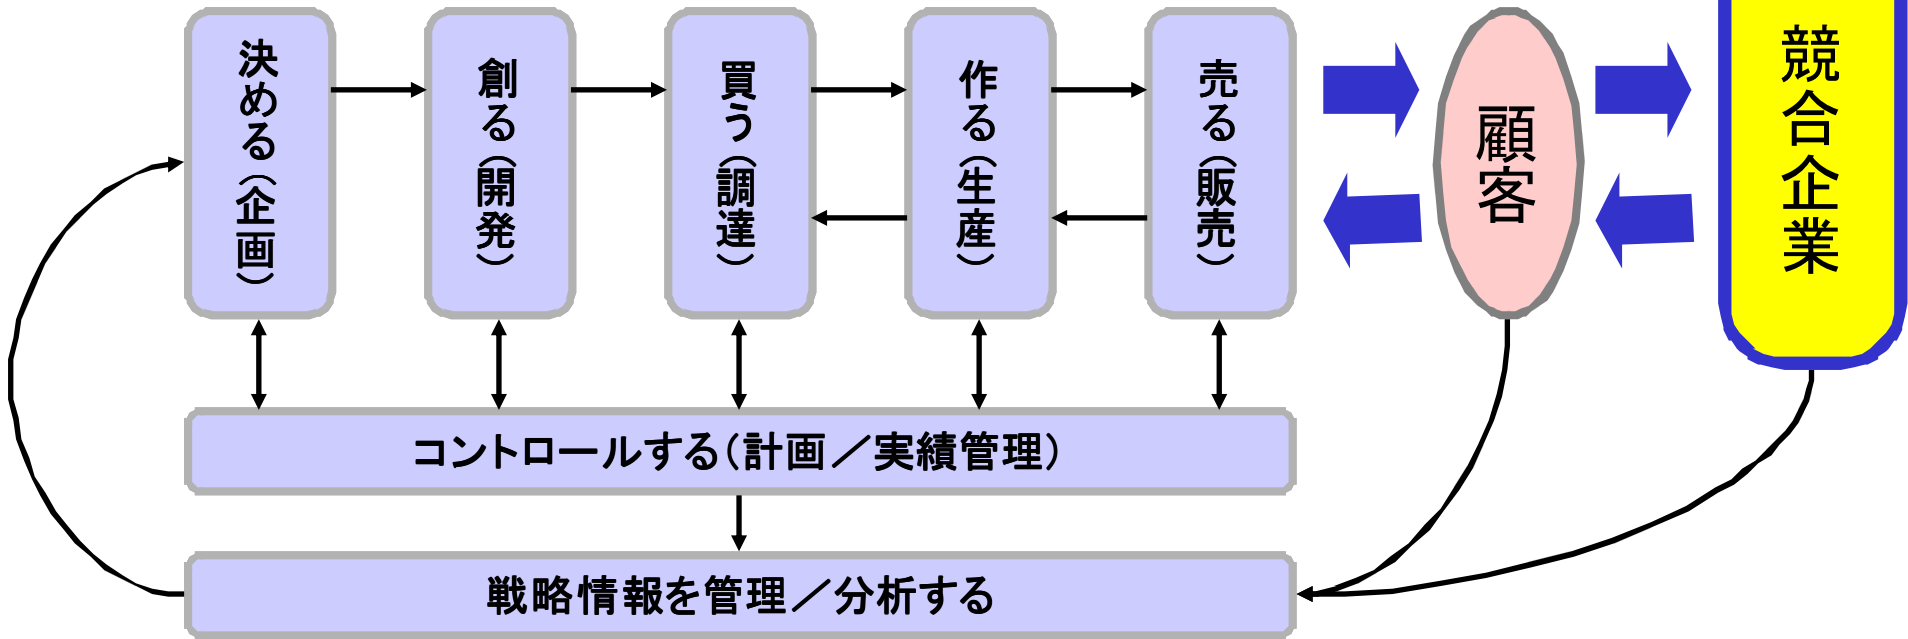 決める（企画）
創る（開発）
買う（調達）
作る（生産）
売る（販売）
顧客
競合企業
コントロールする（計画／実績管理）
戦略情報を管理／分析する